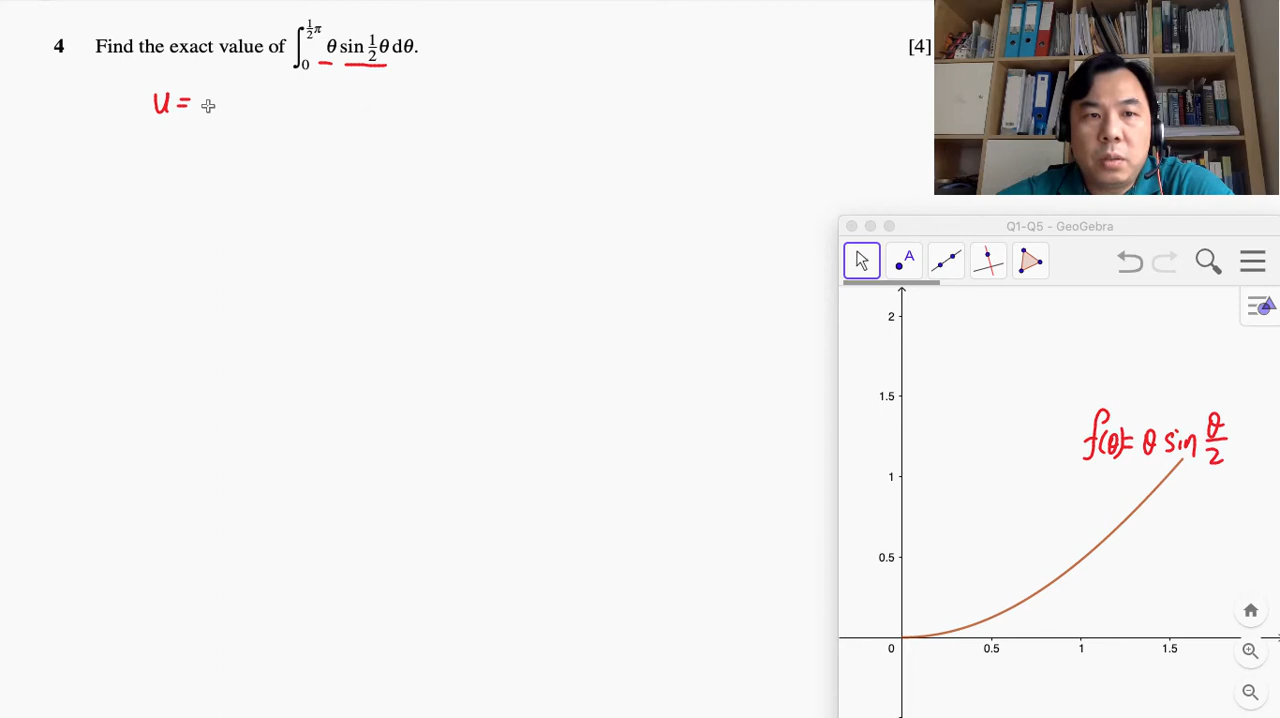 4 Find the exact value of ∫₀^{½π} θ sin ½θ dθ. [4]
U =
Q1-Q5 - GeoGebra
A
2
1.5
f(θ)= θ sin θ/2
1
0.5
0 0.5 1 1.5